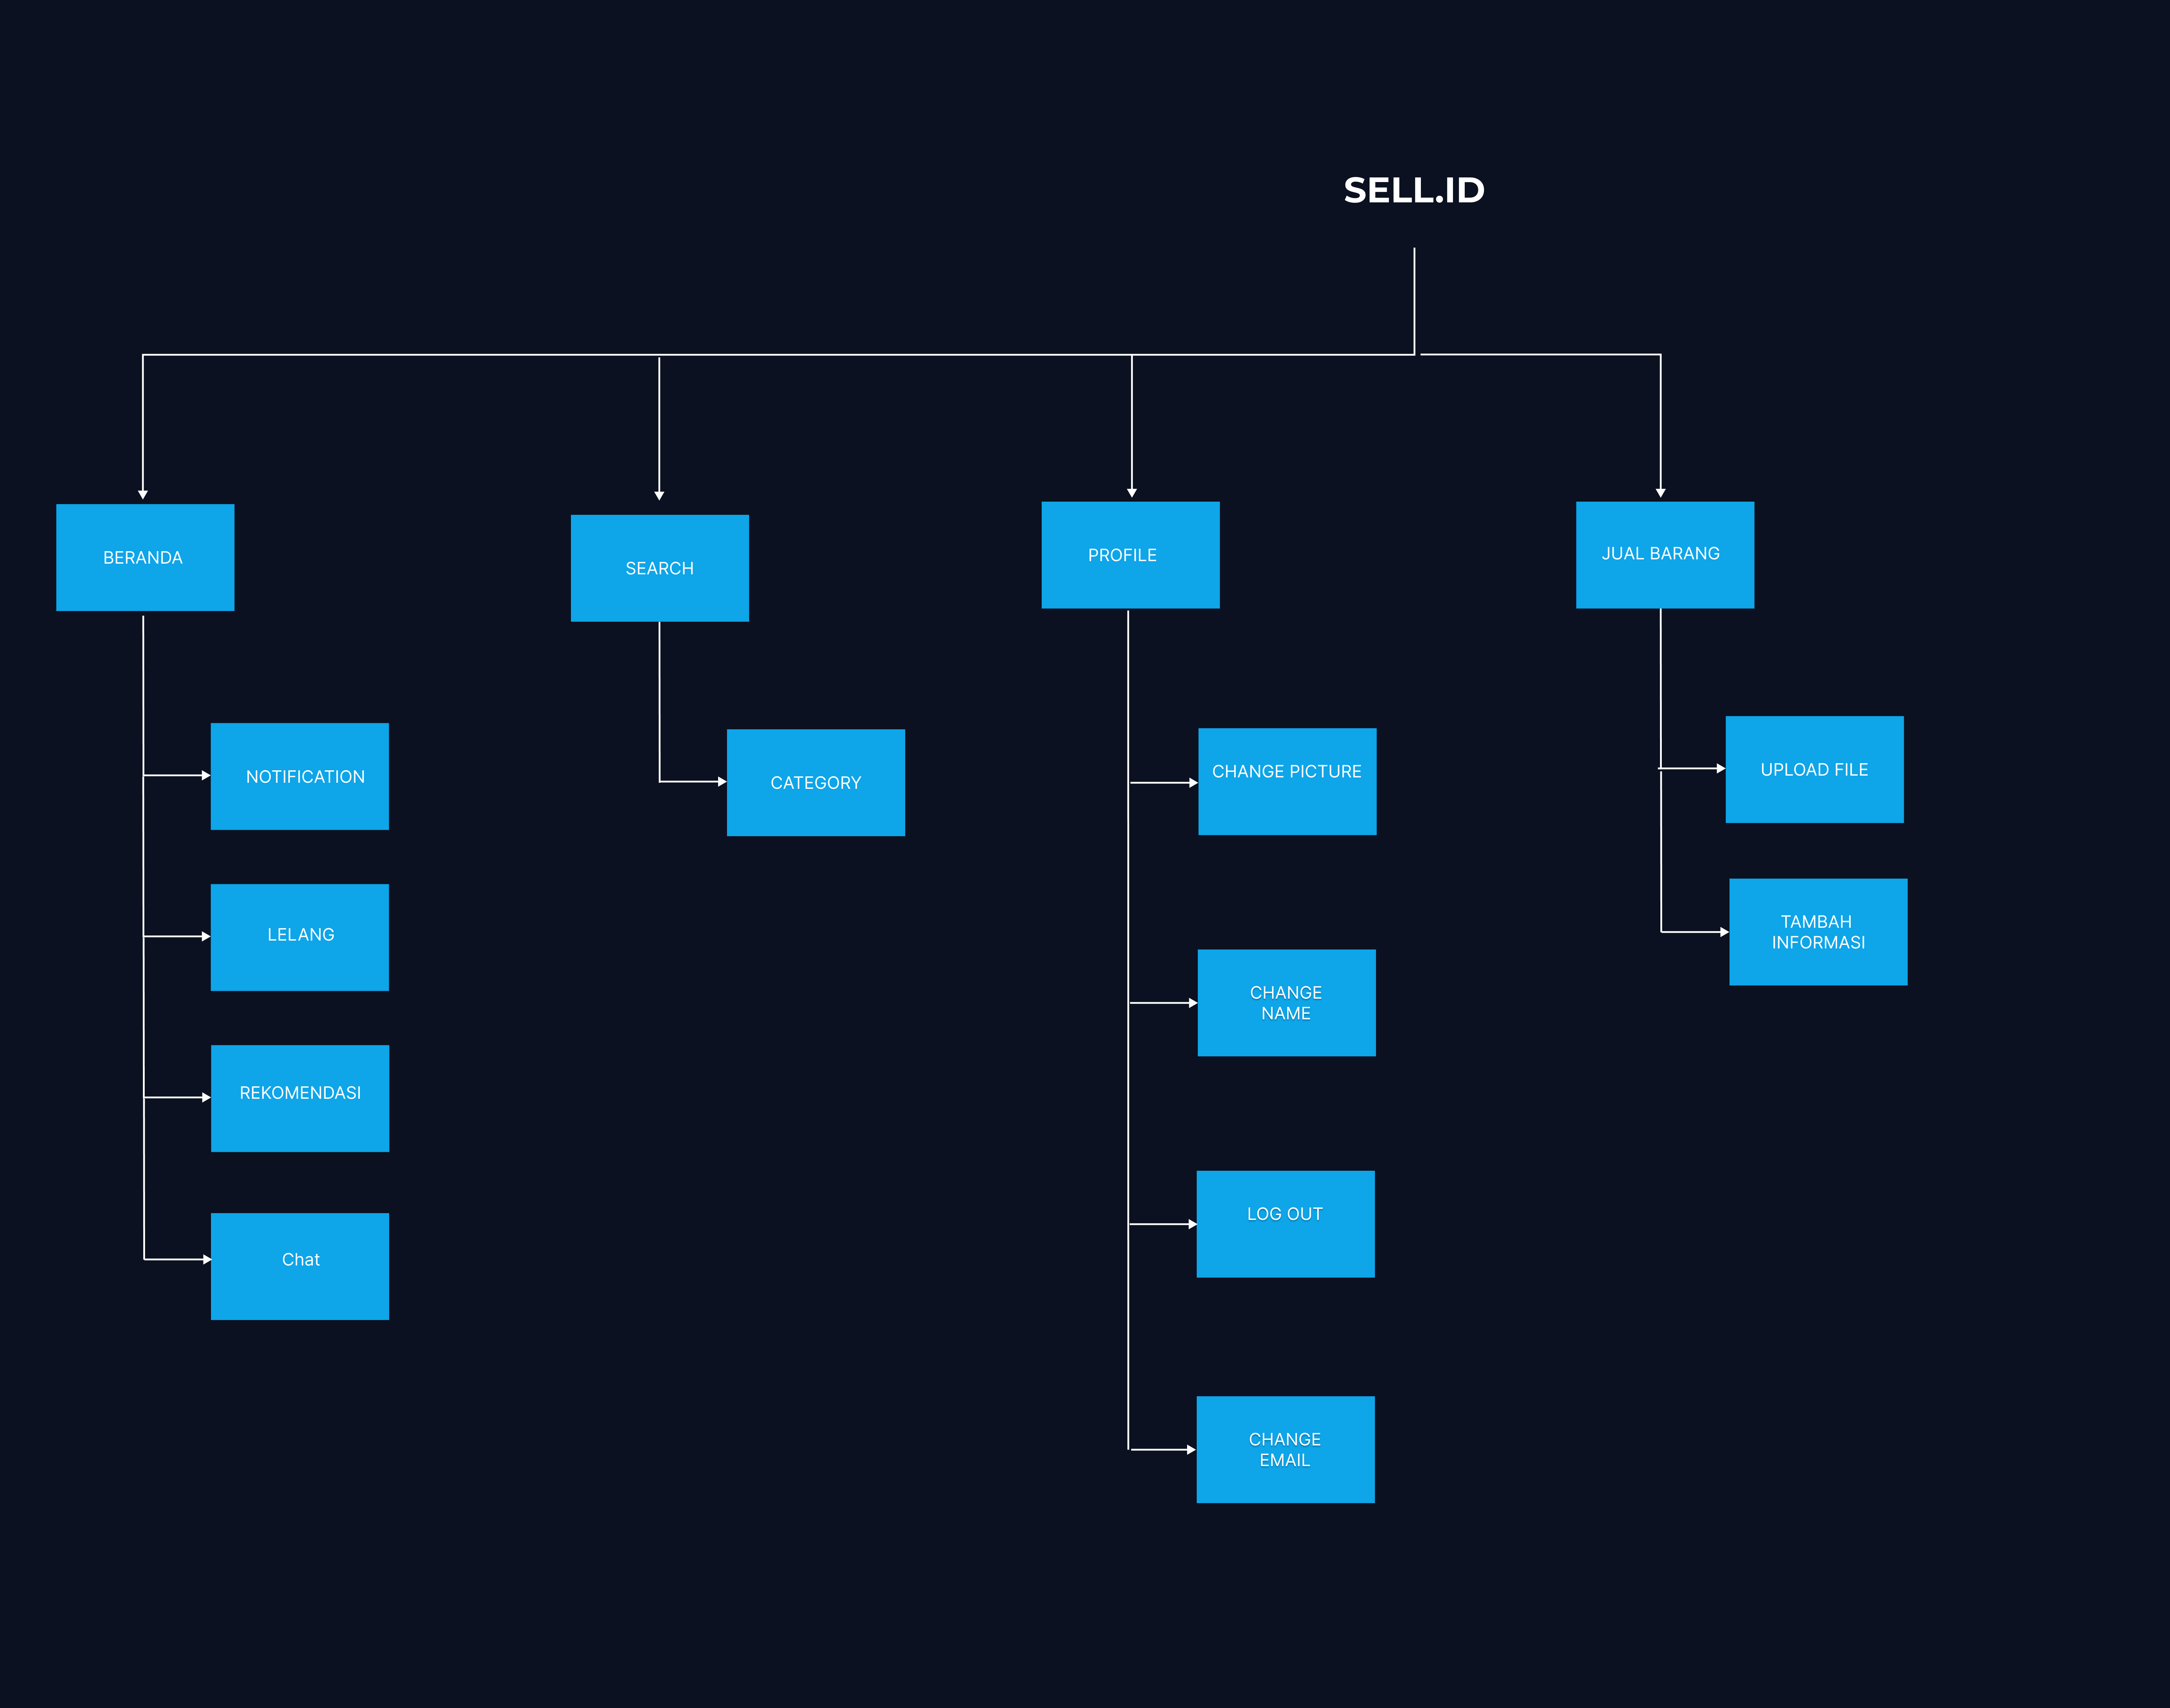 SELL.ID
BERANDA
SEARCH
PROFILE
JUAL BARANG
NOTIFICATION
LELANG
REKOMENDASI
Chat
CATEGORY
CHANGE PICTURE
CHANGE
NAME
LOG OUT
CHANGE
EMAIL
UPLOAD FILE
TAMBAH
INFORMASI